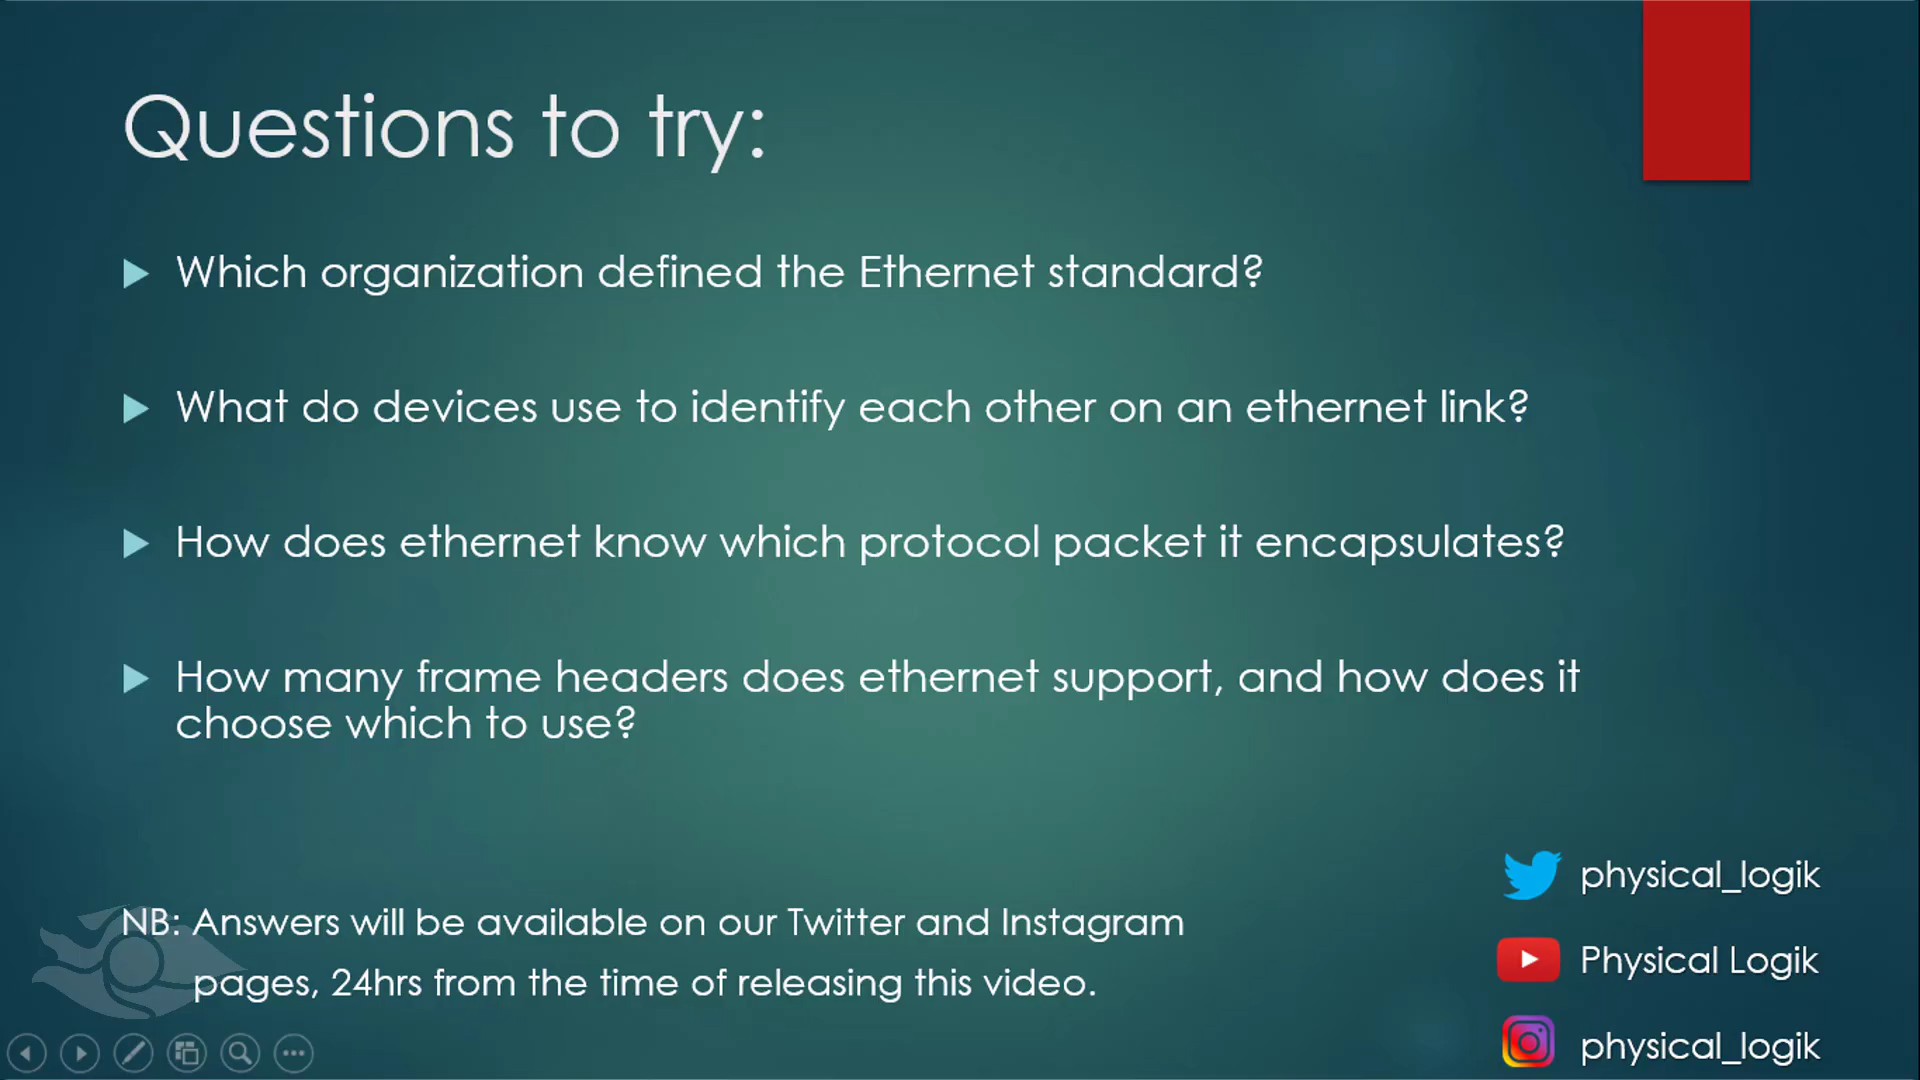 Questions to try:
Which organization defined the Ethernet standard?
What do devices use to identify each other on an ethernet link?
How does ethernet know which protocol packet it encapsulates?
How many frame headers does ethernet support, and how does it
choose which to use?
NB: Answers will be available on our Twitter and Instagram
pages, 24hrs from the time of releasing this video.
physical_logik
Physical Logik
physical_logik